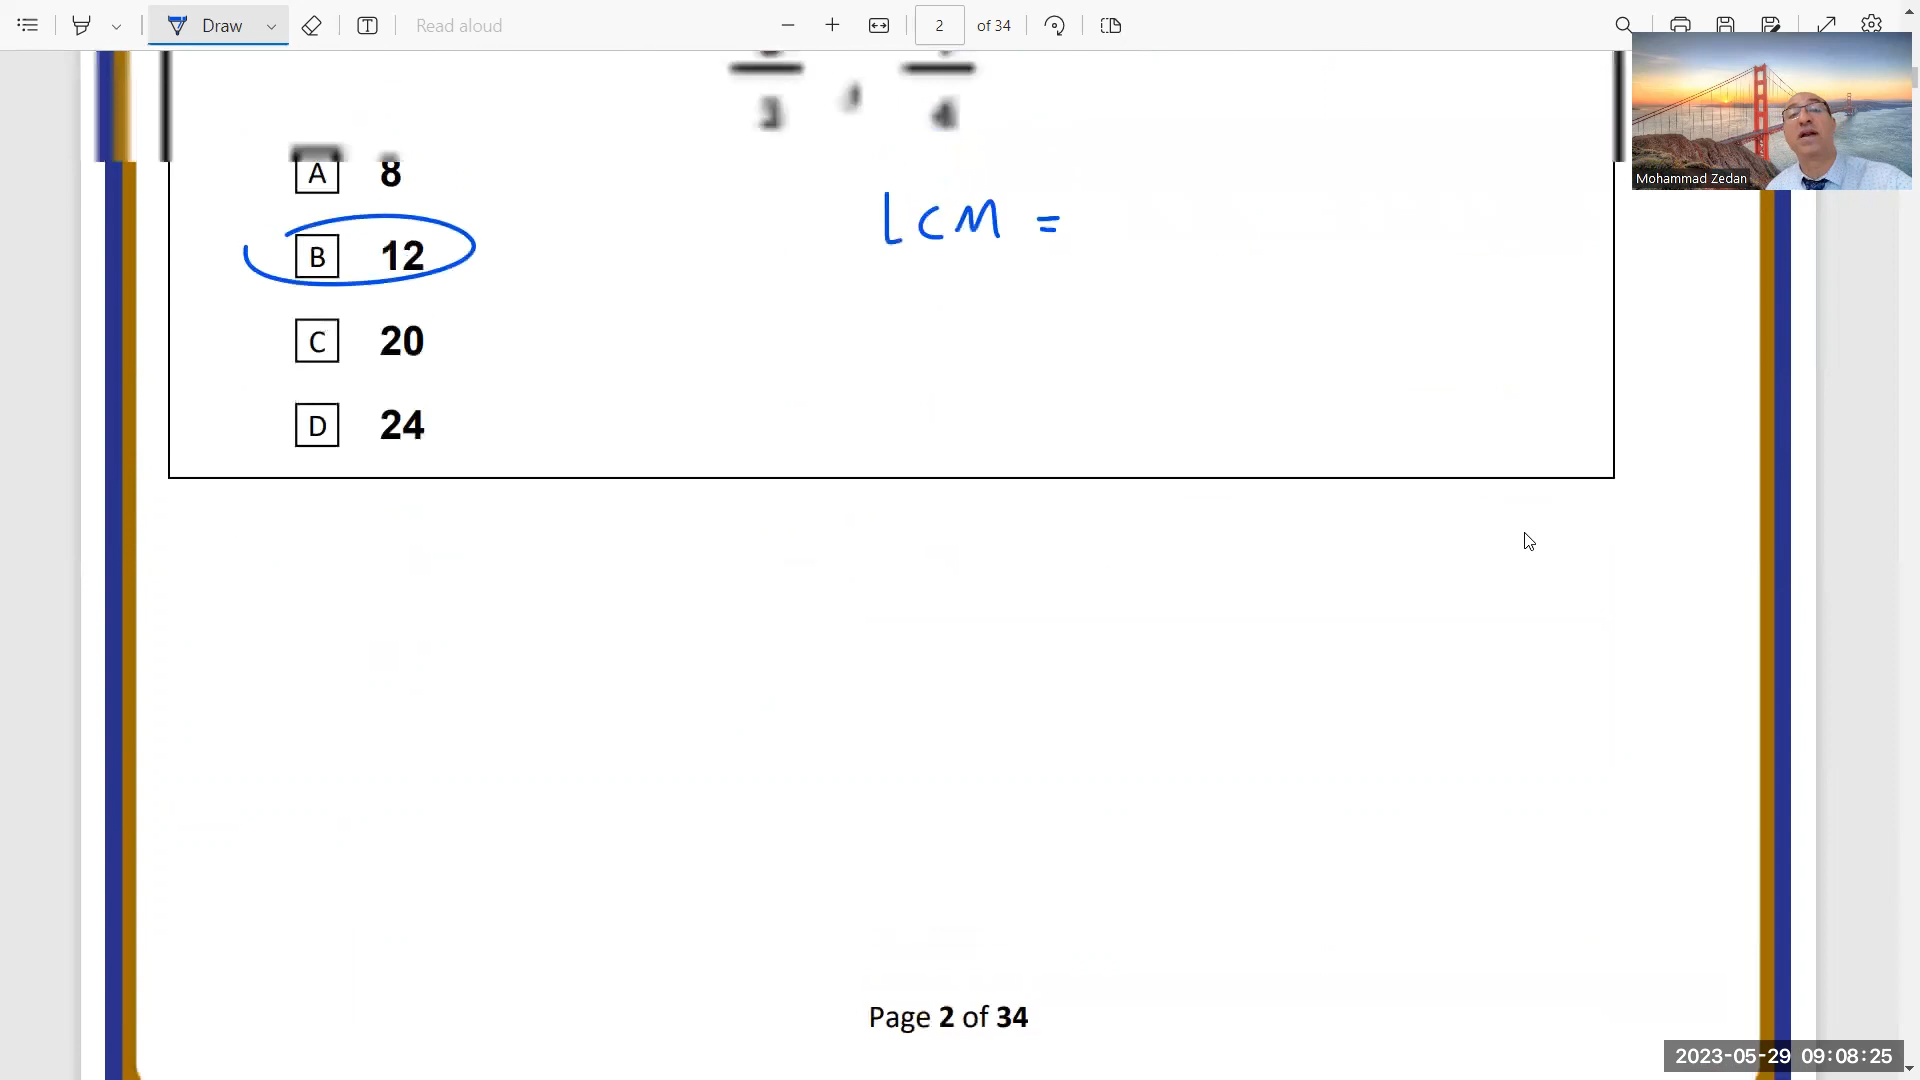 Draw
Read aloud
2 of 34
Mohammad Zedan
A 8
LCM =
B 12
C 20
D 24
Page 2 of 34
2023-05-29 09:08:25